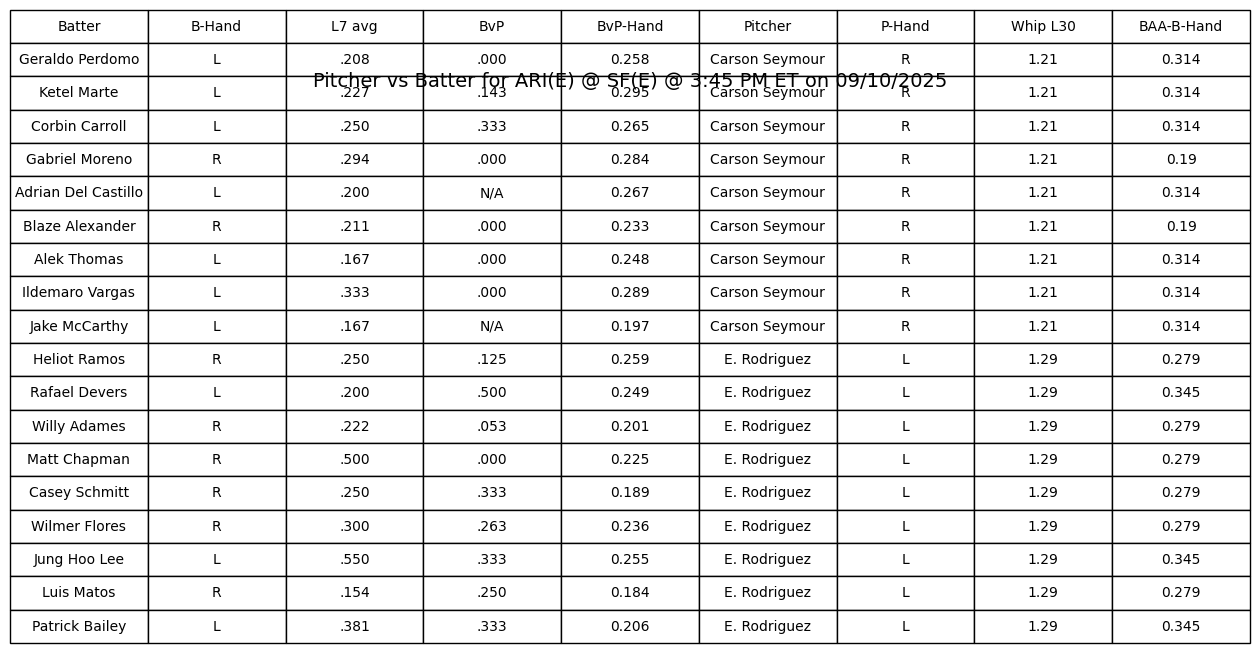 Batter B-Hand L7 avg BvP BvP-Hand Pitcher P-Hand Whip L30 BAA-B-Hand
Geraldo Perdomo L .208 .000 0.258 Carson Seymour R 1.21 0.314
Pitcher vs Batter for ARI(E) @ SF(E) @ 3:45 PM ET on 09/10/2025
Ketel Marte L .227 .143 0.295 Carson Seymour R 1.21 0.314
Corbin Carroll L .250 .333 0.265 Carson Seymour R 1.21 0.314
Gabriel Moreno R .294 .000 0.284 Carson Seymour R 1.21 0.19
Adrian Del Castillo L .200 N/A 0.267 Carson Seymour R 1.21 0.314
Blaze Alexander R .211 .000 0.233 Carson Seymour R 1.21 0.19
Alek Thomas L .167 .000 0.248 Carson Seymour R 1.21 0.314
Ildemaro Vargas L .333 .000 0.289 Carson Seymour R 1.21 0.314
Jake McCarthy L .167 N/A 0.197 Carson Seymour R 1.21 0.314
Heliot Ramos R .250 .125 0.259 E. Rodriguez L 1.29 0.279
Rafael Devers L .200 .500 0.249 E. Rodriguez L 1.29 0.345
Willy Adames R .222 .053 0.201 E. Rodriguez L 1.29 0.279
Matt Chapman R .500 .000 0.225 E. Rodriguez L 1.29 0.279
Casey Schmitt R .250 .333 0.189 E. Rodriguez L 1.29 0.279
Wilmer Flores R .300 .263 0.236 E. Rodriguez L 1.29 0.279
Jung Hoo Lee L .550 .333 0.255 E. Rodriguez L 1.29 0.345
Luis Matos R .154 .250 0.184 E. Rodriguez L 1.29 0.279
Patrick Bailey L .381 .333 0.206 E. Rodriguez L 1.29 0.345